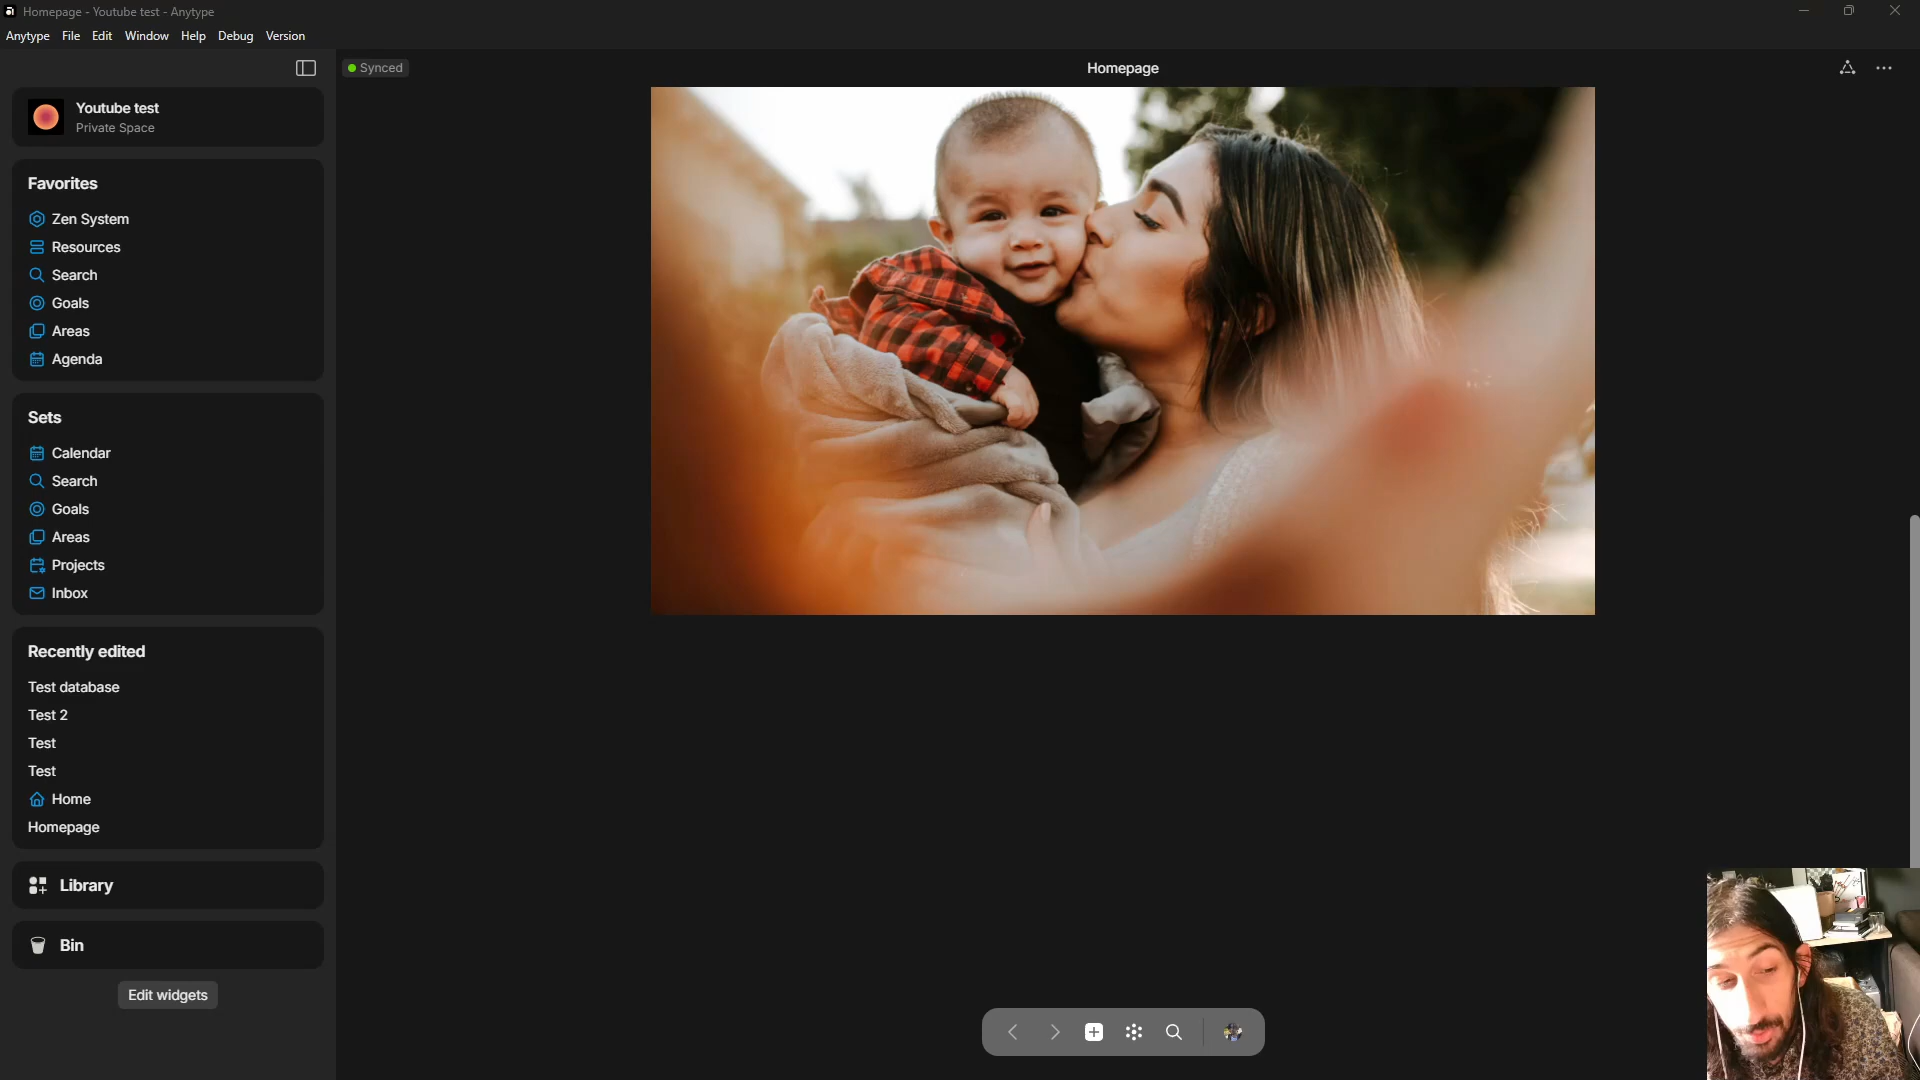 Homepage - Youtube test - Anytype
Anytype File Edit Window Help Debug Version
Synced
Homepage
Youtube test
Private Space
Favorites
Zen System
Resources
Search
Goals
Areas
Agenda
Sets
Calendar
Search
Goals
Areas
Projects
Inbox
Recently edited
Test database
Test 2
Test
Test
Home
Homepage
Library
Bin
Edit widgets